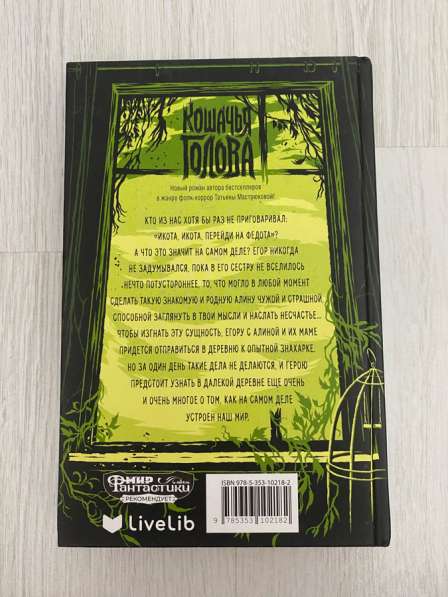 КОШАЧЬЯ
ГОЛОВА
Новый роман автора бестселлеров
в жанре фолк-хоррор Татьяны Мастрюковой!
КТО ИЗ НАС ХОТЯ БЫ РАЗ НЕ ПРИГОВАРИВАЛ:
«ИКОТА, ИКОТА, ПЕРЕЙДИ НА ФЕДОТА»?
А ЧТО ЭТО ЗНАЧИТ НА САМОМ ДЕЛЕ? ЕГОР НИКОГДА
НЕ ЗАДУМЫВАЛСЯ, ПОКА В ЕГО СЕСТРУ НЕ ВСЕЛИЛОСЬ
НЕЧТО ПОТУСТОРОННЕЕ. ТО, ЧТО МОГЛО В ЛЮБОЙ МОМЕНТ
СДЕЛАТЬ ТАКУЮ ЗНАКОМУЮ И РОДНУЮ АЛИНУ ЧУЖОЙ И СТРАШНОЙ,
СПОСОБНОЙ ЗАГЛЯНУТЬ В ТВОИ МЫСЛИ И НАСЛАТЬ НЕСЧАСТЬЕ...
ЧТОБЫ ИЗГНАТЬ ЭТУ СУЩНОСТЬ, ЕГОРУ С АЛИНОЙ И ИХ МАМЕ
ПРИДЕТСЯ ОТПРАВИТЬСЯ В ДЕРЕВНЮ К ОПЫТНОЙ ЗНАХАРКЕ.
НО ЗА ОДИН ДЕНЬ ТАКИЕ ДЕЛА НЕ ДЕЛАЮТСЯ, И ГЕРОЮ
ПРЕДСТОИТ УЗНАТЬ В ДАЛЕКОЙ ДЕРЕВНЕ ЕЩЕ ОЧЕНЬ
И ОЧЕНЬ МНОГОЕ О ТОМ, КАК НА САМОМ ДЕЛЕ
УСТРОЕН НАШ МИР.
МИР
ФАНТАСТИКИ
РЕКОМЕНДУЕТ
LiveLib
ISBN 978-5-353-10218-2
9785353102182